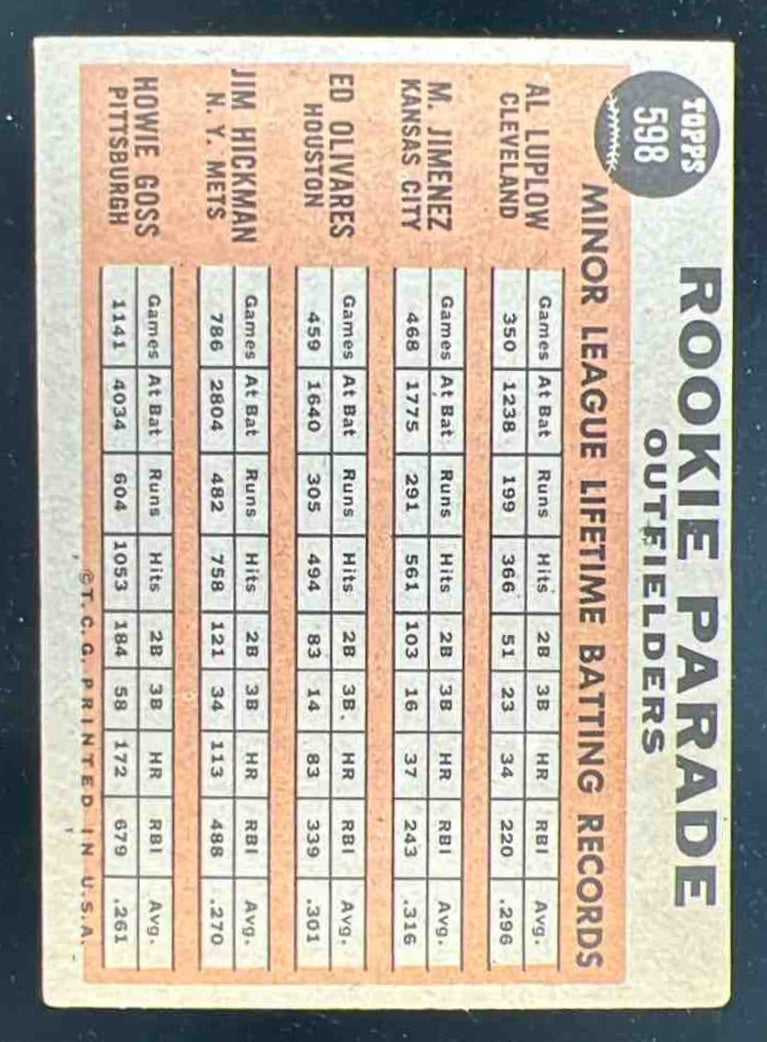 TOPPS
598
ROOKIE PARADE
OUTFIELDERS
MINOR LEAGUE LIFETIME BATTING RECORDS
AL LUPLOW
CLEVELAND
Games At Bat Runs Hits 2B 3B HR RBI Avg.
350 1238 199 366 51 23 34 220 .296
M. JIMENEZ
KANSAS CITY
Games At Bat Runs Hits 2B 3B HR RBI Avg.
468 1775 291 561 103 16 37 243 .316
ED OLIVARES
HOUSTON
Games At Bat Runs Hits 2B 3B HR RBI Avg.
459 1640 305 494 83 14 83 339 .301
JIM HICKMAN
N. Y. METS
Games At Bat Runs Hits 2B 3B HR RBI Avg.
786 2804 482 758 121 34 113 488 .270
HOWIE GOSS
PITTSBURGH
Games At Bat Runs Hits 2B 3B HR RBI Avg.
1141 4034 604 1053 184 58 172 679 .261
©T. C. G. PRINTED IN U.S.A.